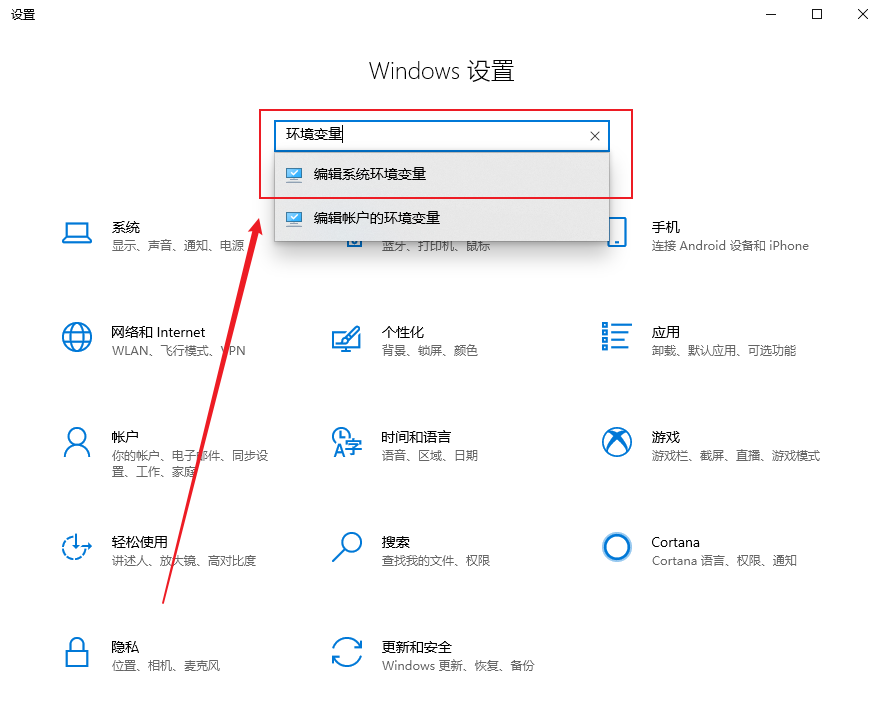 设置
Windows 设置
环境变量
编辑系统环境变量
编辑帐户的环境变量
系统
显示、声音、通知、电源
蓝牙、打印机、鼠标
手机
连接 Android 设备和 iPhone
网络和 Internet
WLAN、飞行模式、VPN
个性化
背景、锁屏、颜色
应用
卸载、默认应用、可选功能
帐户
你的帐户、电子邮件、同步设
置、工作、家庭
时间和语言
语音、区域、日期
游戏
游戏栏、截屏、直播、游戏模式
轻松使用
讲述人、放大镜、高对比度
搜索
查找我的文件、权限
Cortana
Cortana 语言、权限、通知
隐私
位置、相机、麦克风
更新和安全
Windows 更新、恢复、备份